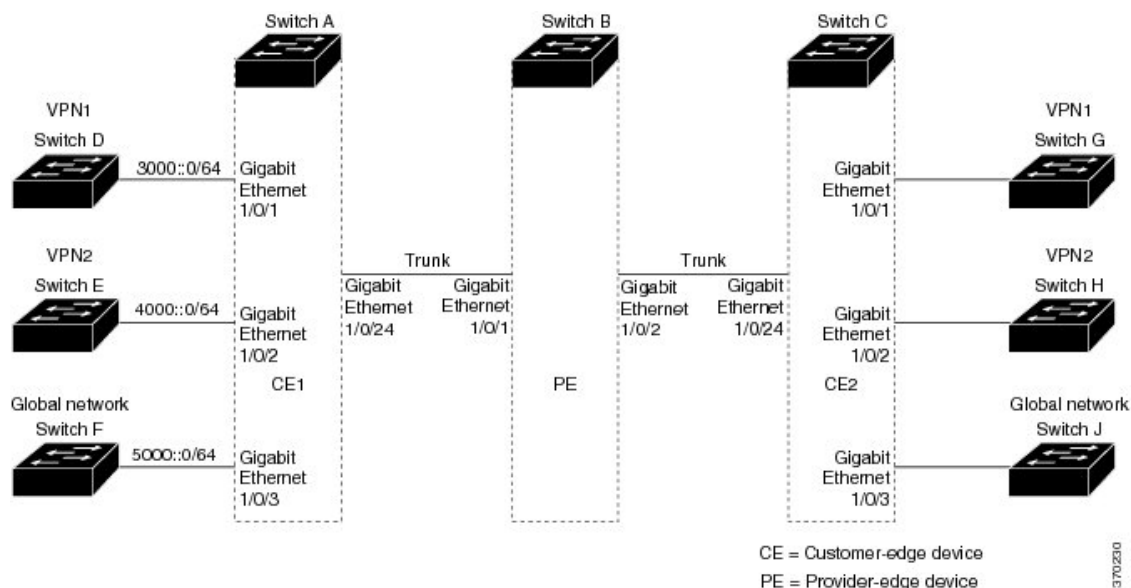 Switch A
Switch B
Switch C
VPN1
Switch D
3000::0/64
Gigabit
Ethernet
1/0/1
VPN2
Switch E
4000::0/64
Gigabit
Ethernet
1/0/2
Global network
Switch F
5000::0/64
Gigabit
Ethernet
1/0/3
CE1
Trunk
Gigabit
Ethernet
1/0/24
Gigabit
Ethernet
1/0/1
PE
Trunk
Gigabit
Ethernet
1/0/2
Gigabit
Ethernet
1/0/24
CE2
Gigabit
Ethernet
1/0/1
VPN1
Switch G
Gigabit
Ethernet
1/0/2
VPN2
Switch H
Gigabit
Ethernet
1/0/3
Global network
Switch J
CE = Customer-edge device
PE = Provider-edge device
370230